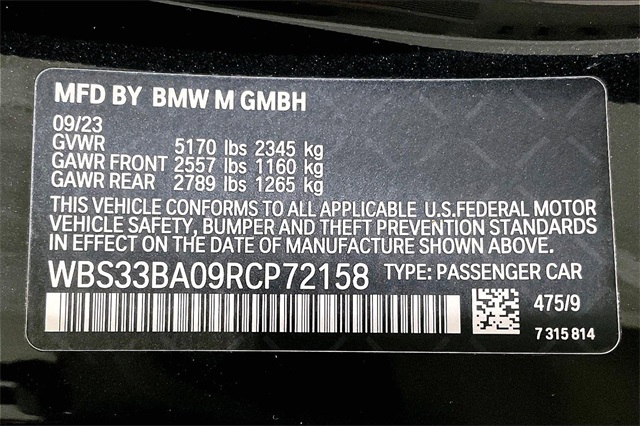 MFD BY BMW M GMBH
09/23
GVWR 5170 lbs 2345 kg
GAWR FRONT 2557 lbs 1160 kg
GAWR REAR 2789 lbs 1265 kg
THIS VEHICLE CONFORMS TO ALL APPLICABLE U.S.FEDERAL MOTOR
VEHICLE SAFETY, BUMPER AND THEFT PREVENTION STANDARDS
IN EFFECT ON THE DATE OF MANUFACTURE SHOWN ABOVE.
WBS33BA09RCP72158 TYPE: PASSENGER CAR
475/9
7 315 814